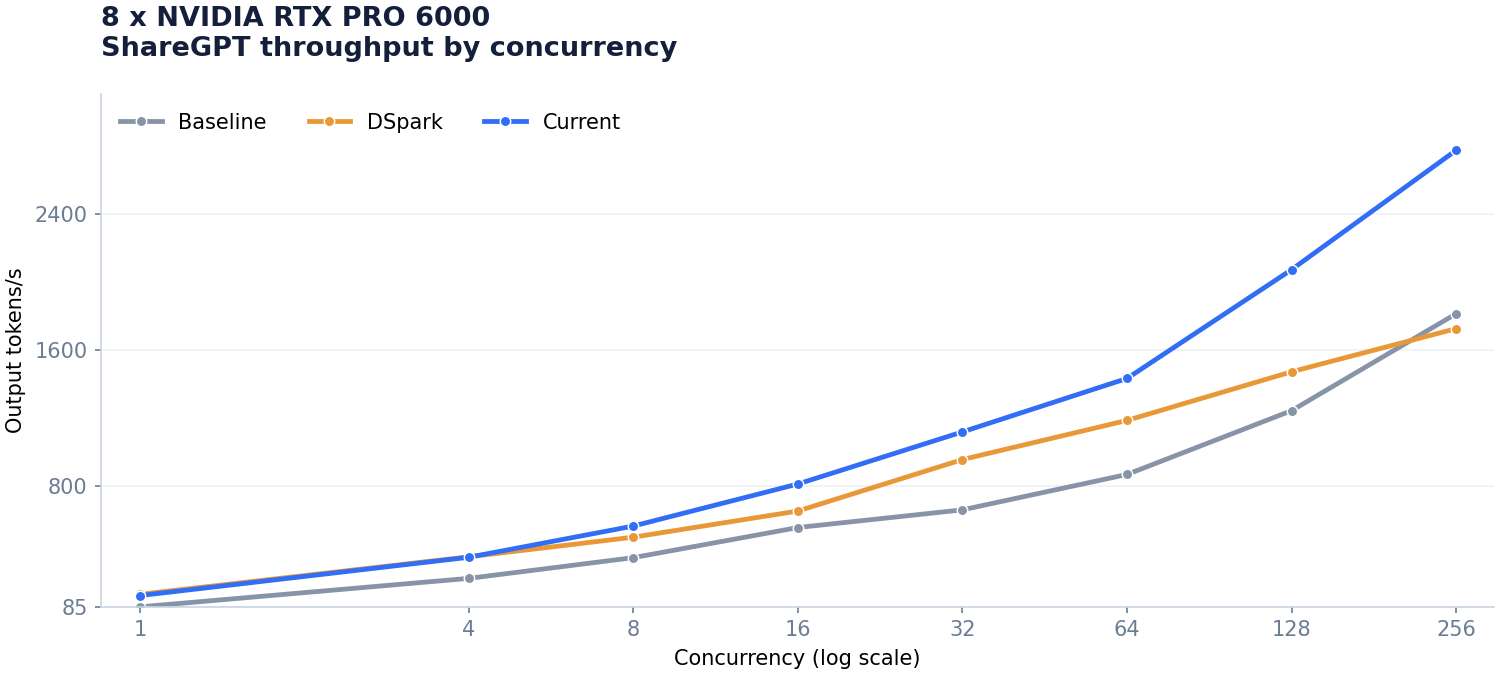 8 x NVIDIA RTX PRO 6000
ShareGPT throughput by concurrency
Baseline DSpark Current
Output tokens/s
2400
1600
800
85
1 4 8 16 32 64 128 256
Concurrency (log scale)